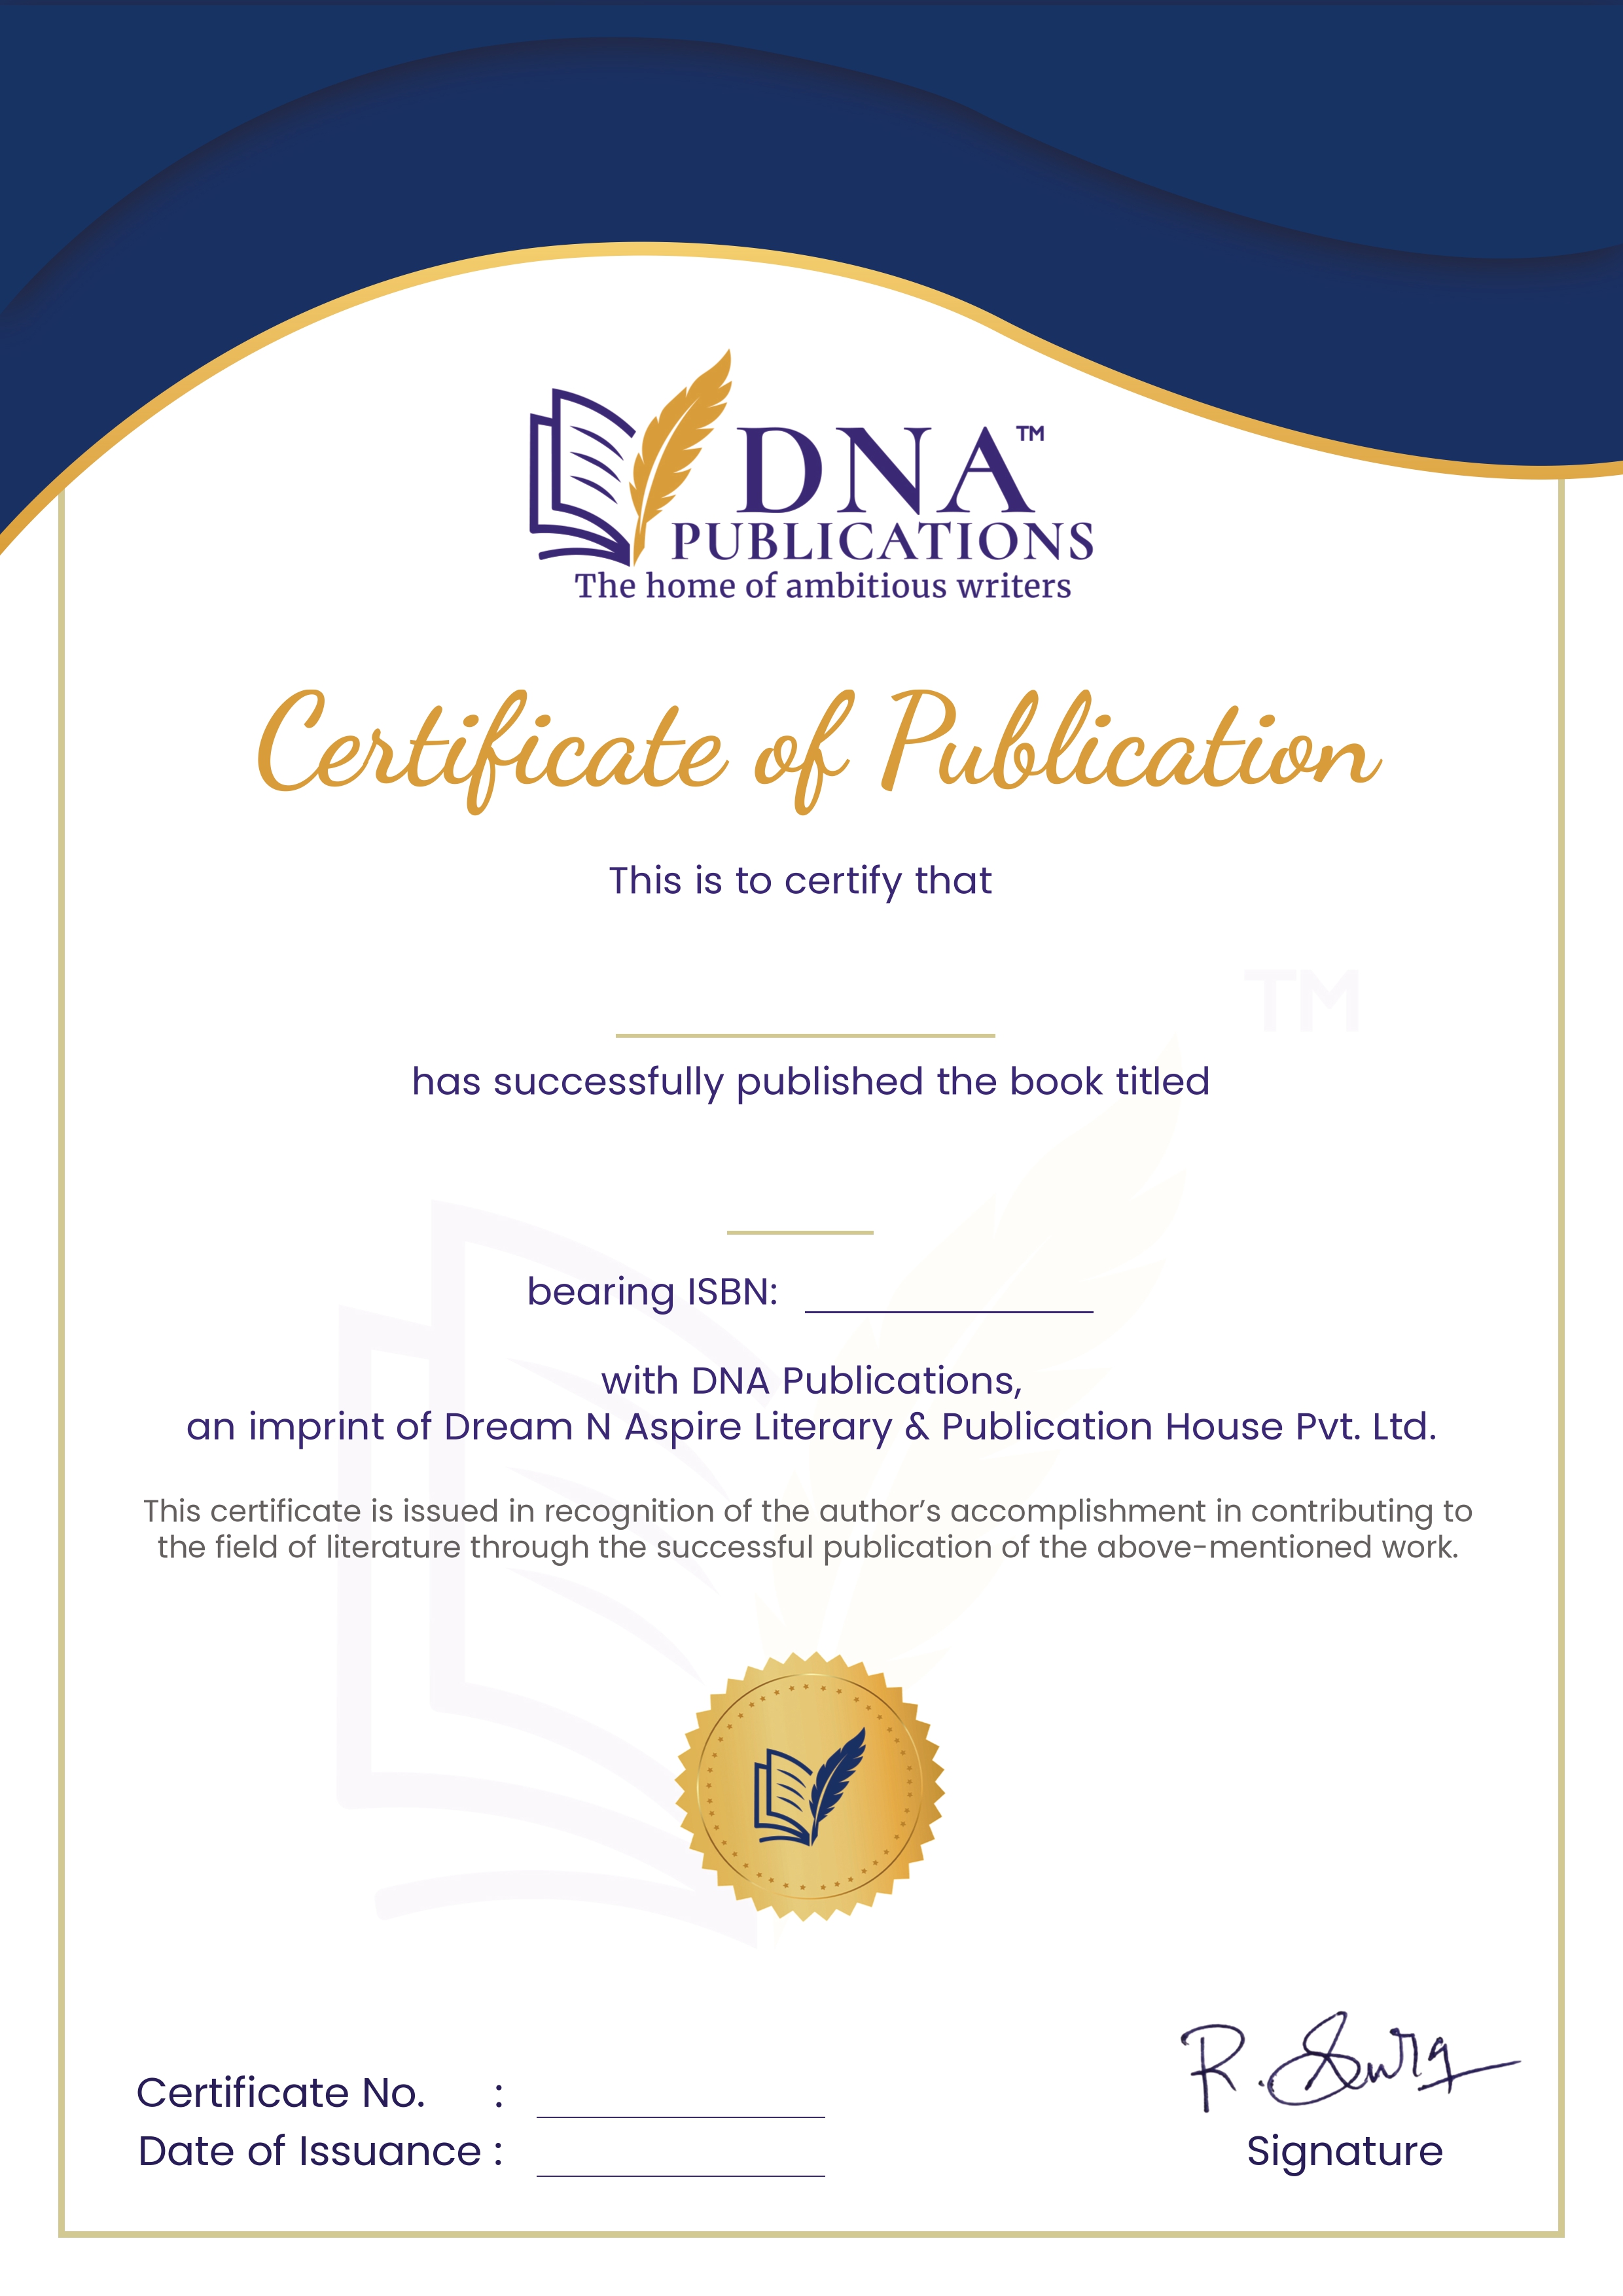 DNA™
PUBLICATIONS
The home of ambitious writers
Certificate of Publication
This is to certify that
TM
has successfully published the book titled
bearing ISBN:
with DNA Publications,
an imprint of Dream N Aspire Literary & Publication House Pvt. Ltd.
This certificate is issued in recognition of the author’s accomplishment in contributing to
the field of literature through the successful publication of the above-mentioned work.
Certificate No. :
Date of Issuance :
R.
Signature